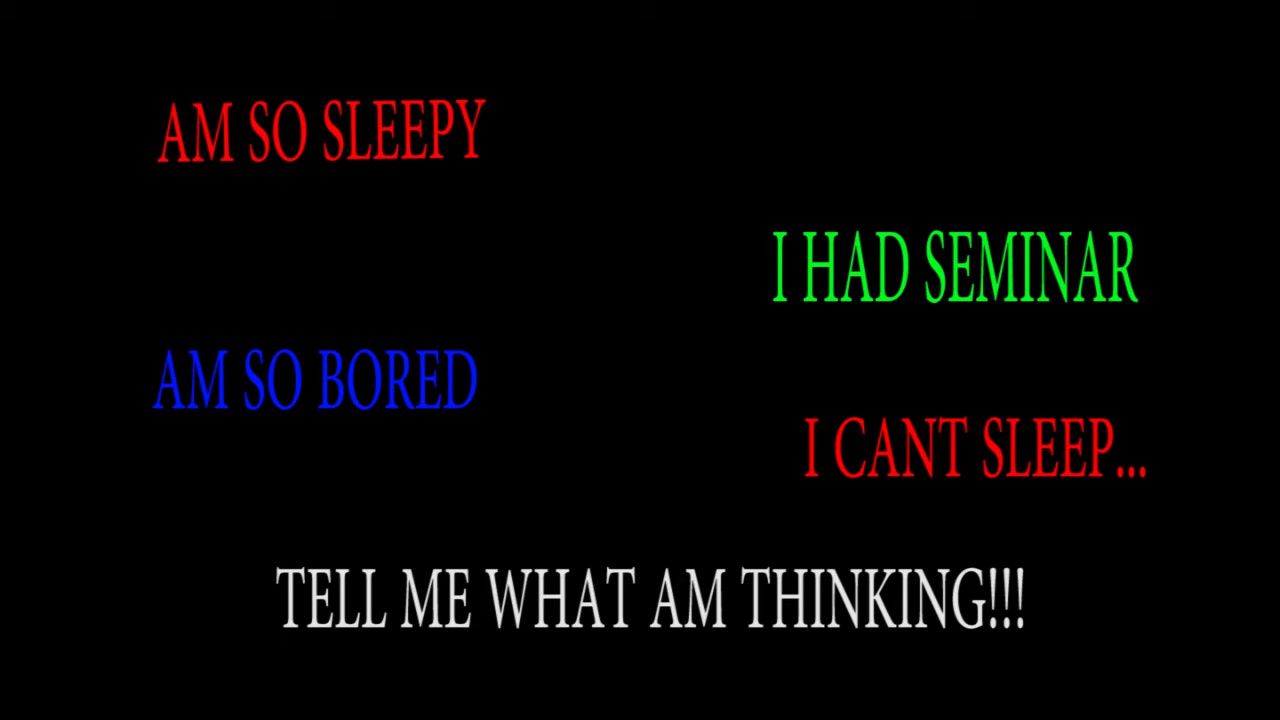 AM SO SLEEPY
I HAD SEMINAR
AM SO BORED
I CANT SLEEP...
TELL ME WHAT AM THINKING!!!